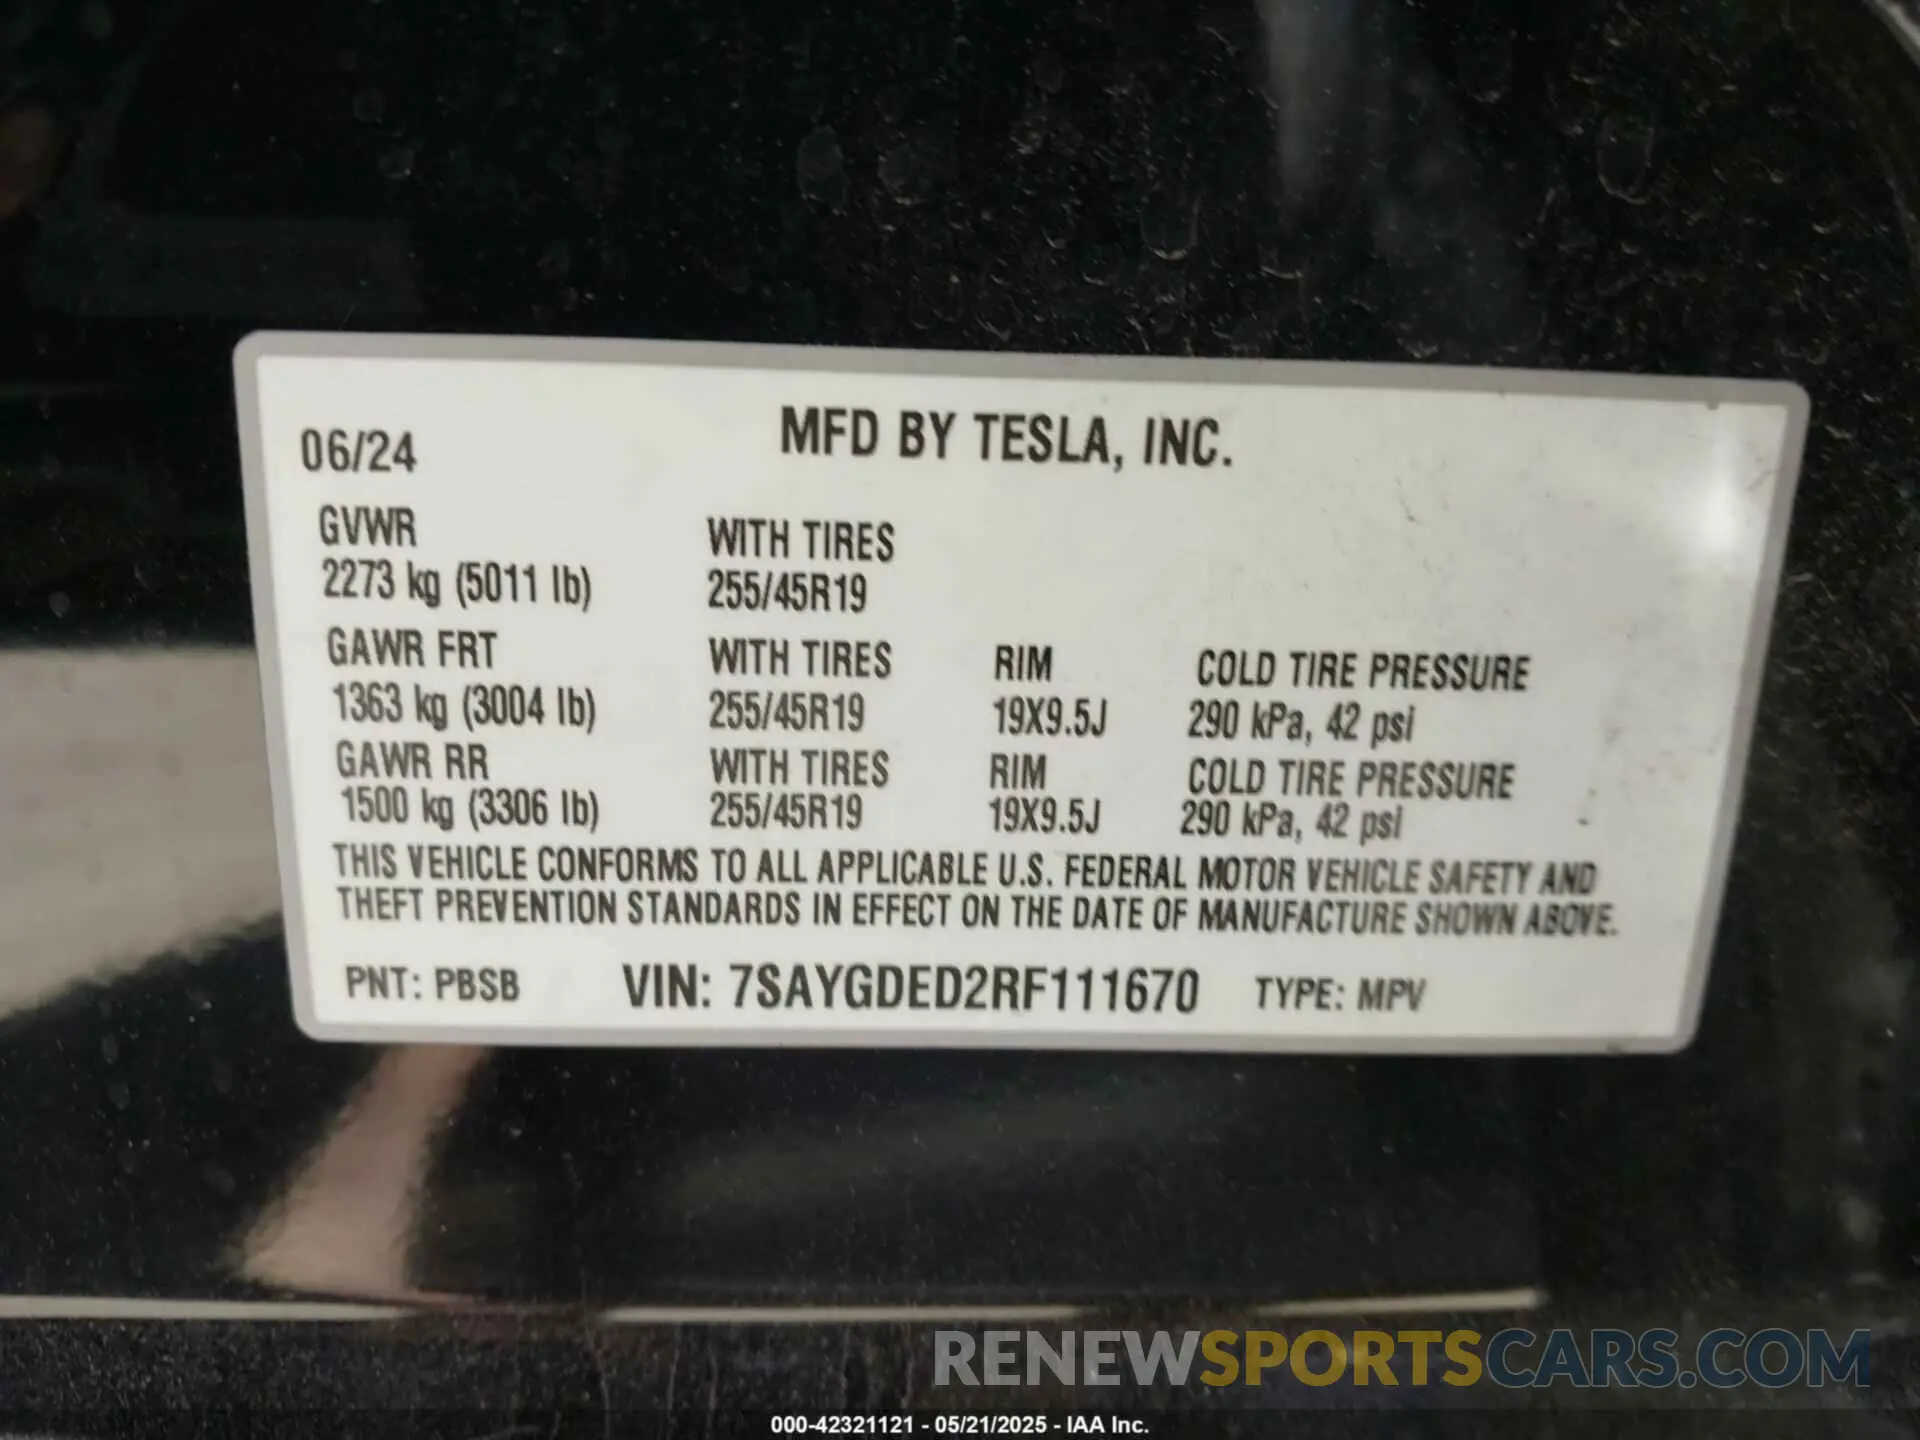 06/24 MFD BY TESLA, INC.
GVWR WITH TIRES
2273 kg (5011 lb) 255/45R19
GAWR FRT WITH TIRES RIM COLD TIRE PRESSURE
1363 kg (3004 lb) 255/45R19 19X9.5J 290 kPa, 42 psi
GAWR RR WITH TIRES RIM COLD TIRE PRESSURE
1500 kg (3306 lb) 255/45R19 19X9.5J 290 kPa, 42 psi
THIS VEHICLE CONFORMS TO ALL APPLICABLE U.S. FEDERAL MOTOR VEHICLE SAFETY AND
THEFT PREVENTION STANDARDS IN EFFECT ON THE DATE OF MANUFACTURE SHOWN ABOVE.
PNT: PBSB VIN: 7SAYGDED2RF111670 TYPE: MPV
RENEWSPORTSCARS.COM
000-42321121 - 05/21/2025 - IAA Inc.